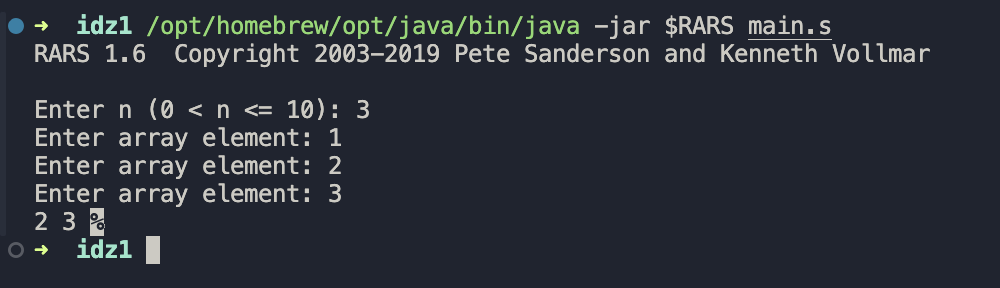 ➜  idz1 /opt/homebrew/opt/java/bin/java -jar $RARS main.s
RARS 1.6  Copyright 2003-2019 Pete Sanderson and Kenneth Vollmar

Enter n (0 < n <= 10): 3
Enter array element: 1
Enter array element: 2
Enter array element: 3
2 3 %
➜  idz1